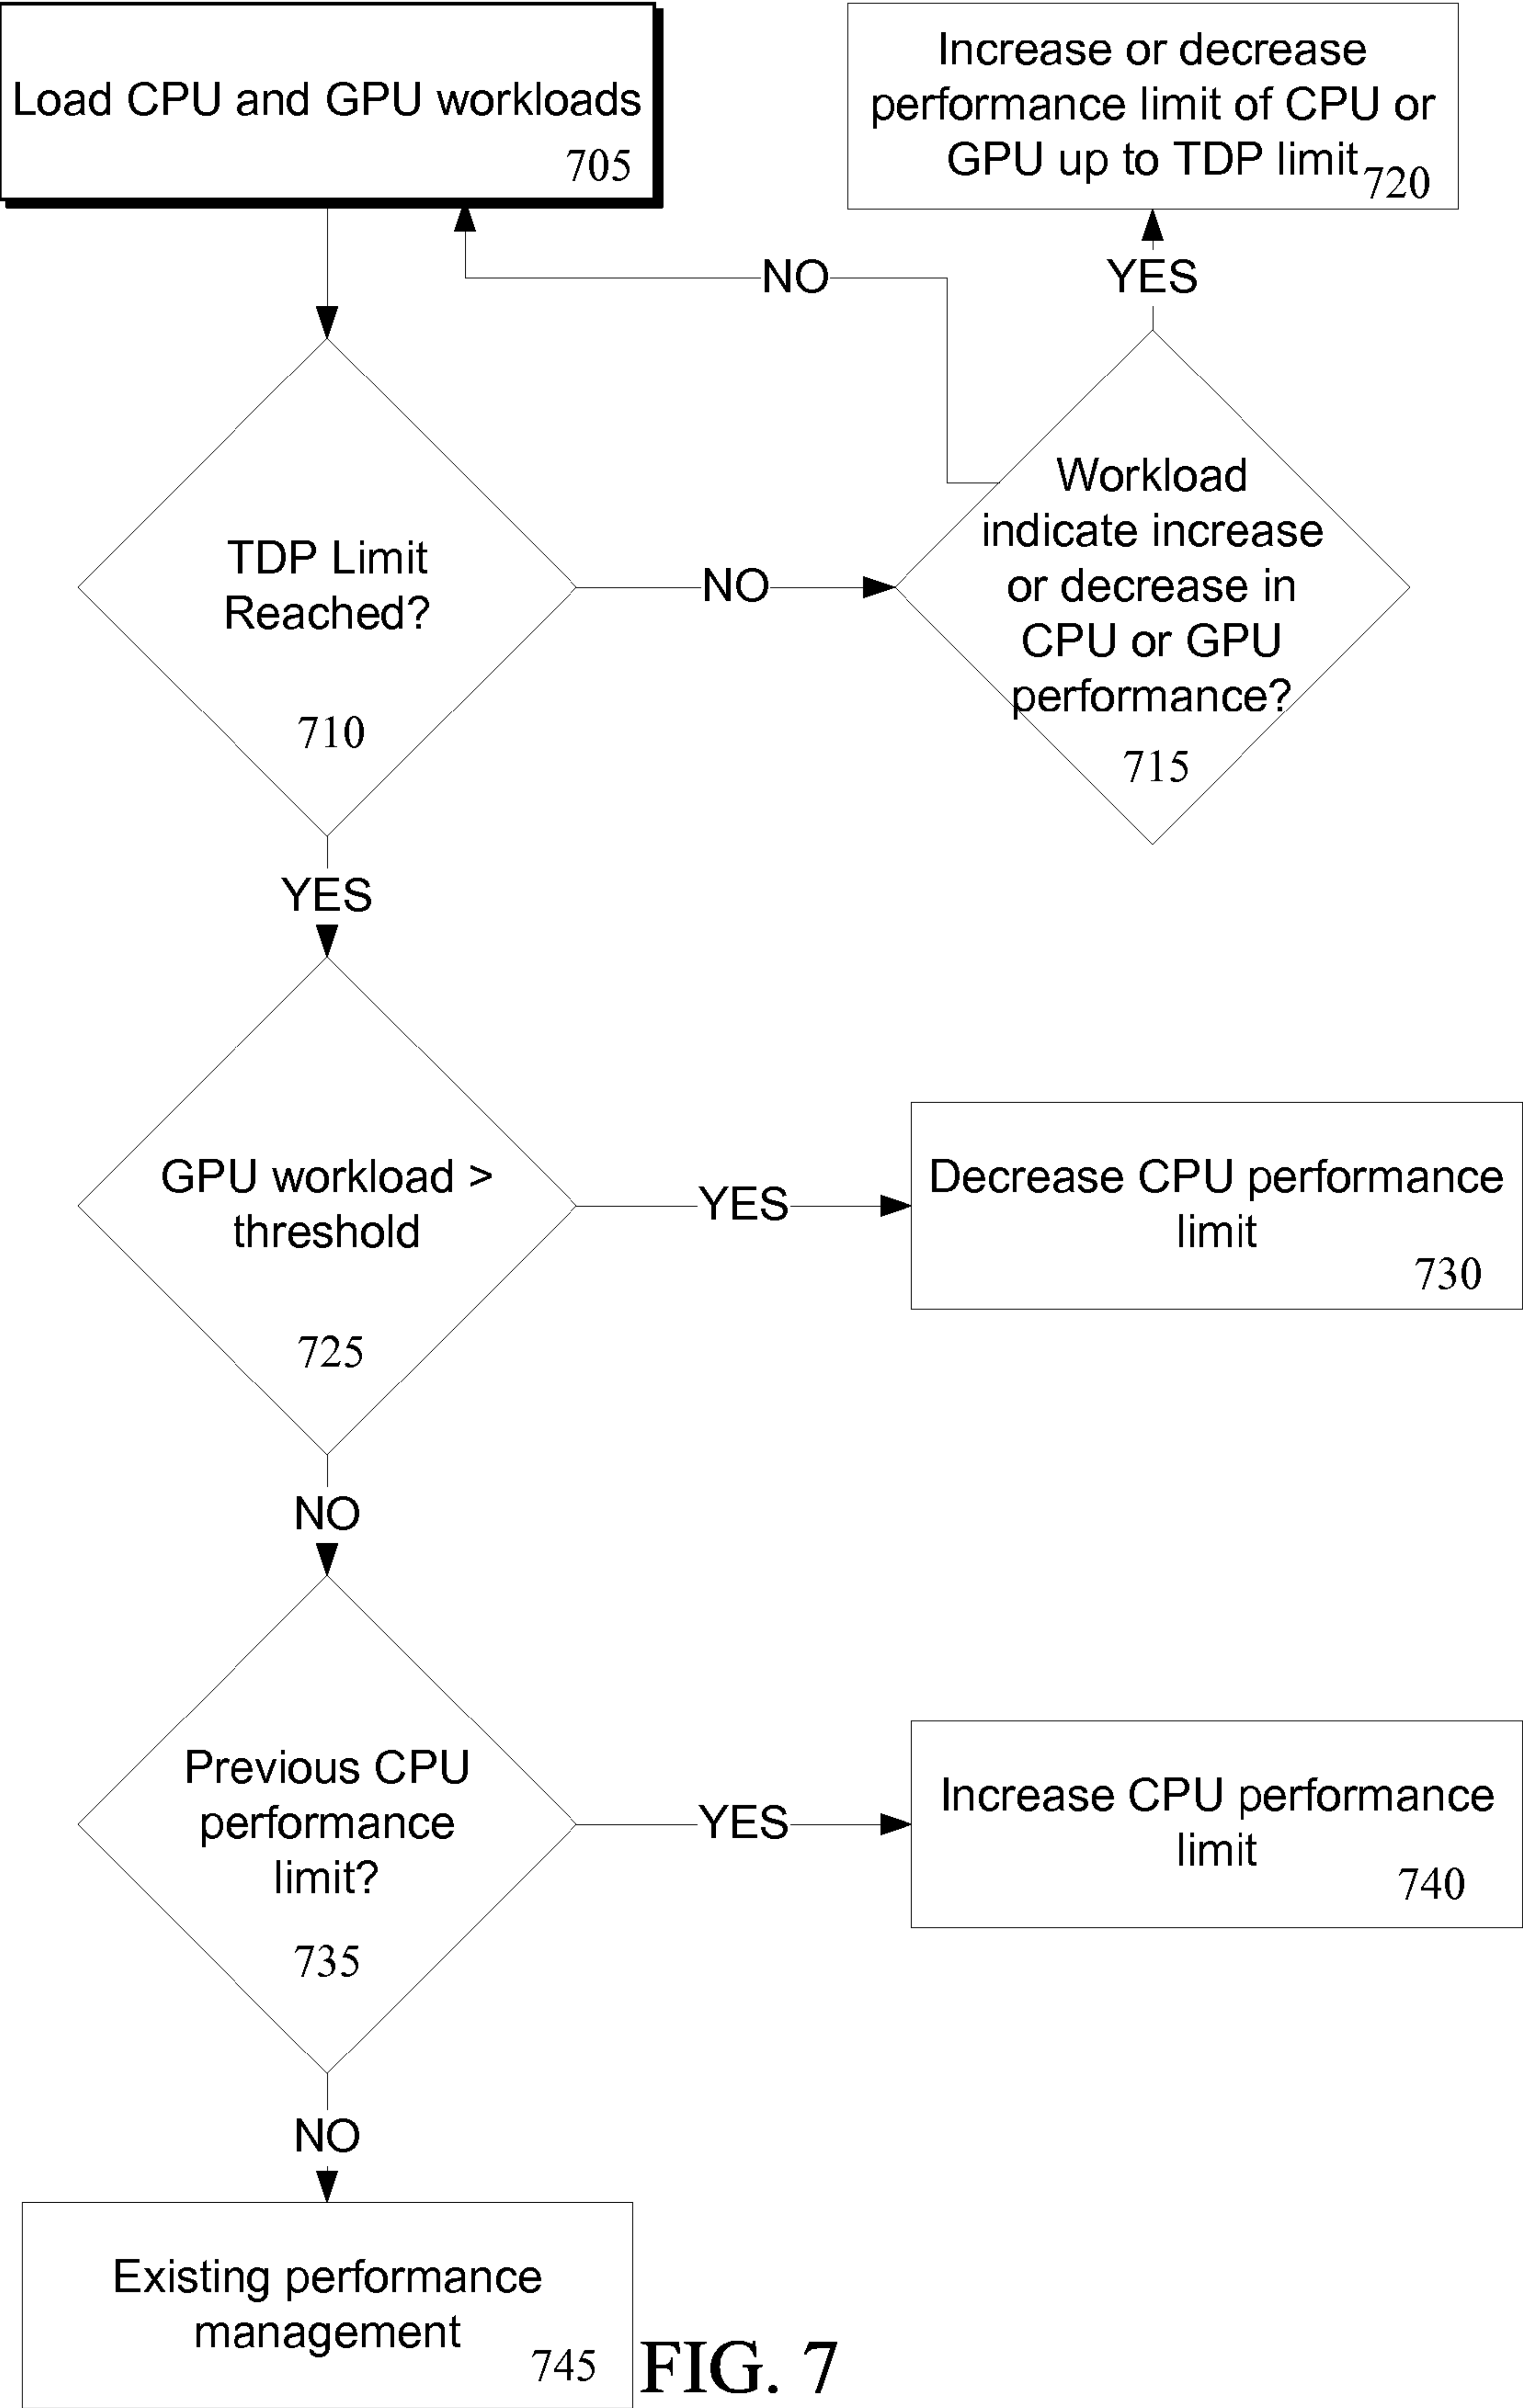 Load CPU and GPU workloads
705
Increase or decrease
performance limit of CPU or
GPU up to TDP limit
720
NO
YES
TDP Limit
Reached?
710
NO
Workload
indicate increase
or decrease in
CPU or GPU
performance?
715
YES
GPU workload >
threshold
725
YES
Decrease CPU performance
limit
730
NO
Previous CPU
performance
limit?
735
YES
Increase CPU performance
limit
740
NO
Existing performance
management
745
FIG. 7